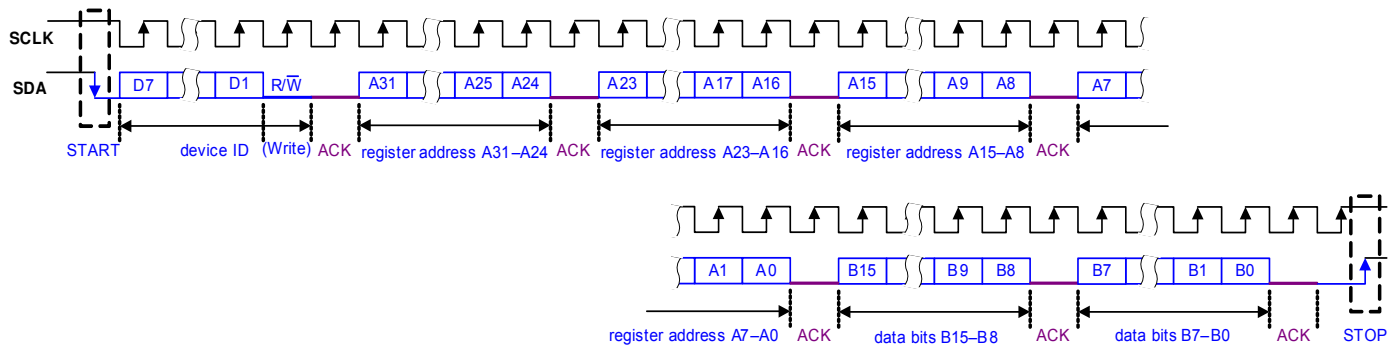 SCLK
SDA D7 D1 R/W̅ A31 A25 A24 A23 A17 A16 A15 A9 A8 A7
START device ID (Write) ACK register address A31–A24 ACK register address A23–A16 ACK register address A15–A8 ACK
A1 A0 B15 B9 B8 B7 B1 B0
register address A7–A0 ACK data bits B15–B8 ACK data bits B7–B0 ACK STOP